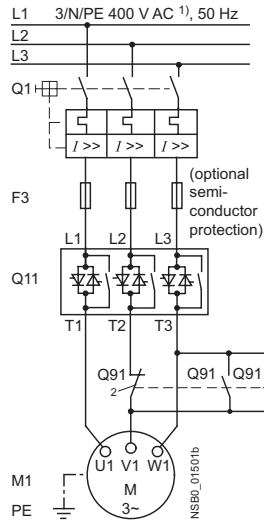 L1 3/N/PE 400 V AC 1), 50 Hz
L2
L3
Q1
I >> I >> I >>
F3
(optional
semi-
conductor
protection)
L1 L2 L3
Q11
T1 T2 T3
Q91 Q91 Q91
2
U1 V1 W1
M1
M
3~
PE
NSB0_01501b